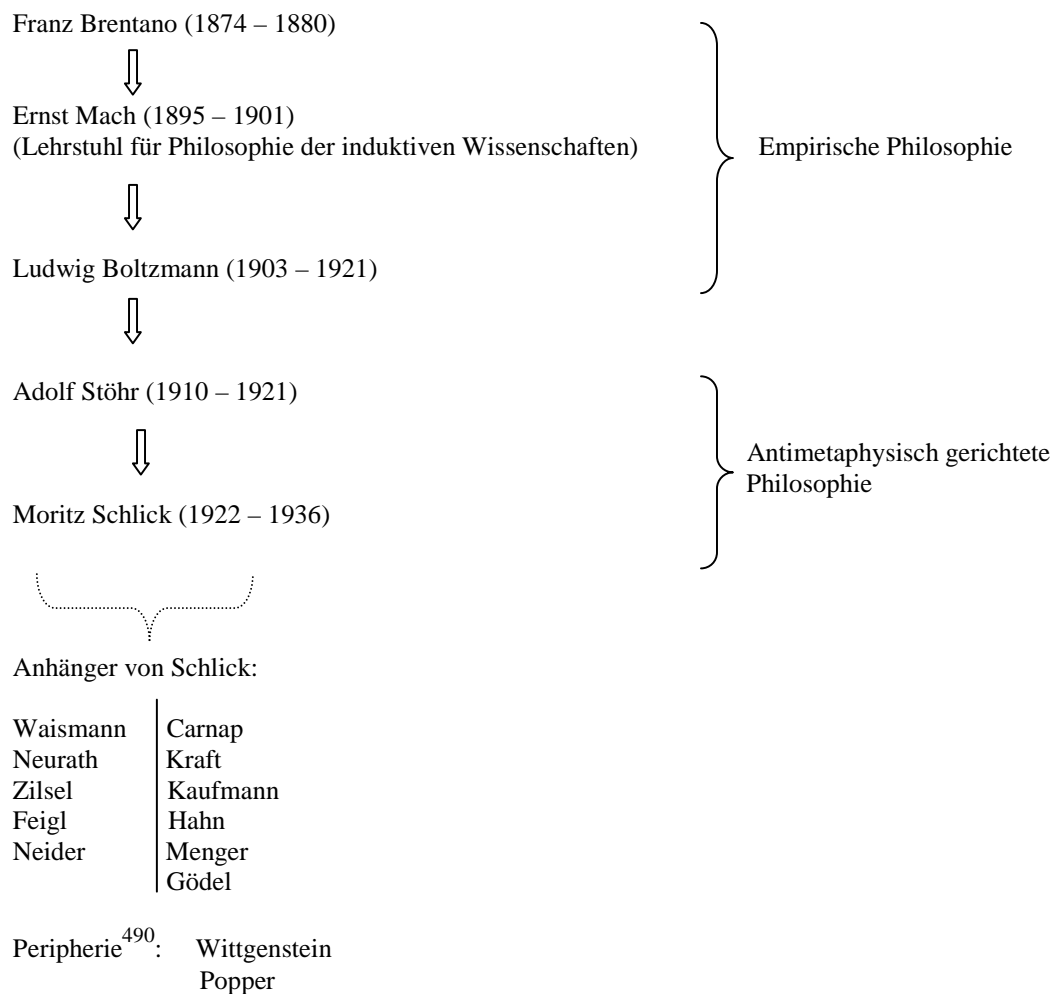 Franz Brentano (1874 – 1880)
Ernst Mach (1895 – 1901)
(Lehrstuhl für Philosophie der induktiven Wissenschaften)
Empirische Philosophie
Ludwig Boltzmann (1903 – 1921)
Adolf Stöhr (1910 – 1921)
Antimetaphysisch gerichtete
Philosophie
Moritz Schlick (1922 – 1936)
Anhänger von Schlick:
Waismann Carnap
Neurath Kraft
Zilsel Kaufmann
Feigl Hahn
Neider Menger
Gödel
Peripherie490: Wittgenstein
Popper